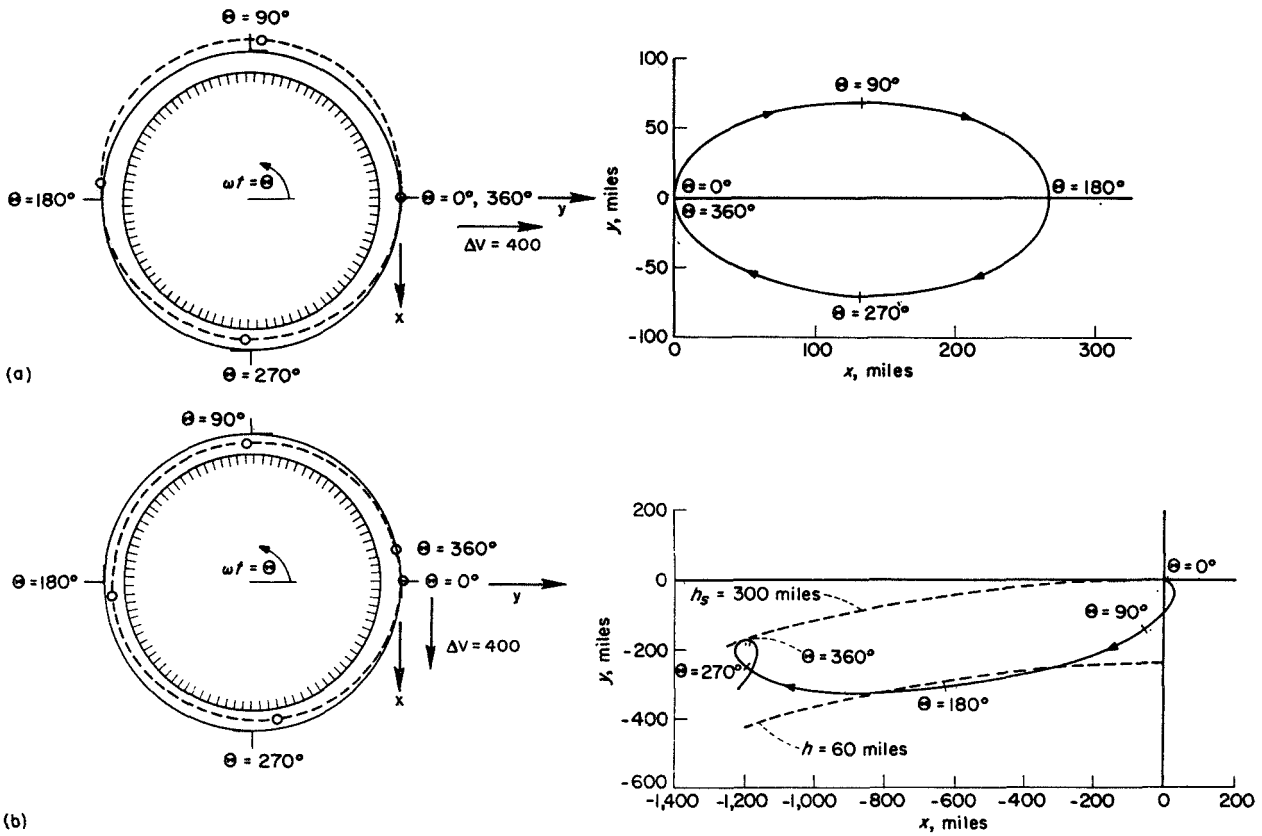 Θ = 90°
Θ = 180°
ωt = Θ
Θ = 0°, 360°
y
ΔV = 400
x
Θ = 270°
(a)
100
50
0
-50
-100
y, miles
Θ = 90°
Θ = 0°
Θ = 360°
Θ = 180°
Θ = 270°
0
100
200
300
x, miles
Θ = 90°
Θ = 360°
Θ = 180°
ωt = Θ
Θ = 0°
y
ΔV = 400
x
Θ = 270°
(b)
200
0
-200
-400
-600
y, miles
Θ = 0°
hs = 300 miles
Θ = 90°
Θ = 360°
Θ = 270°
Θ = 180°
h = 60 miles
-1,400
-1,200
-1,000
-800
-600
-400
-200
0
200
x, miles